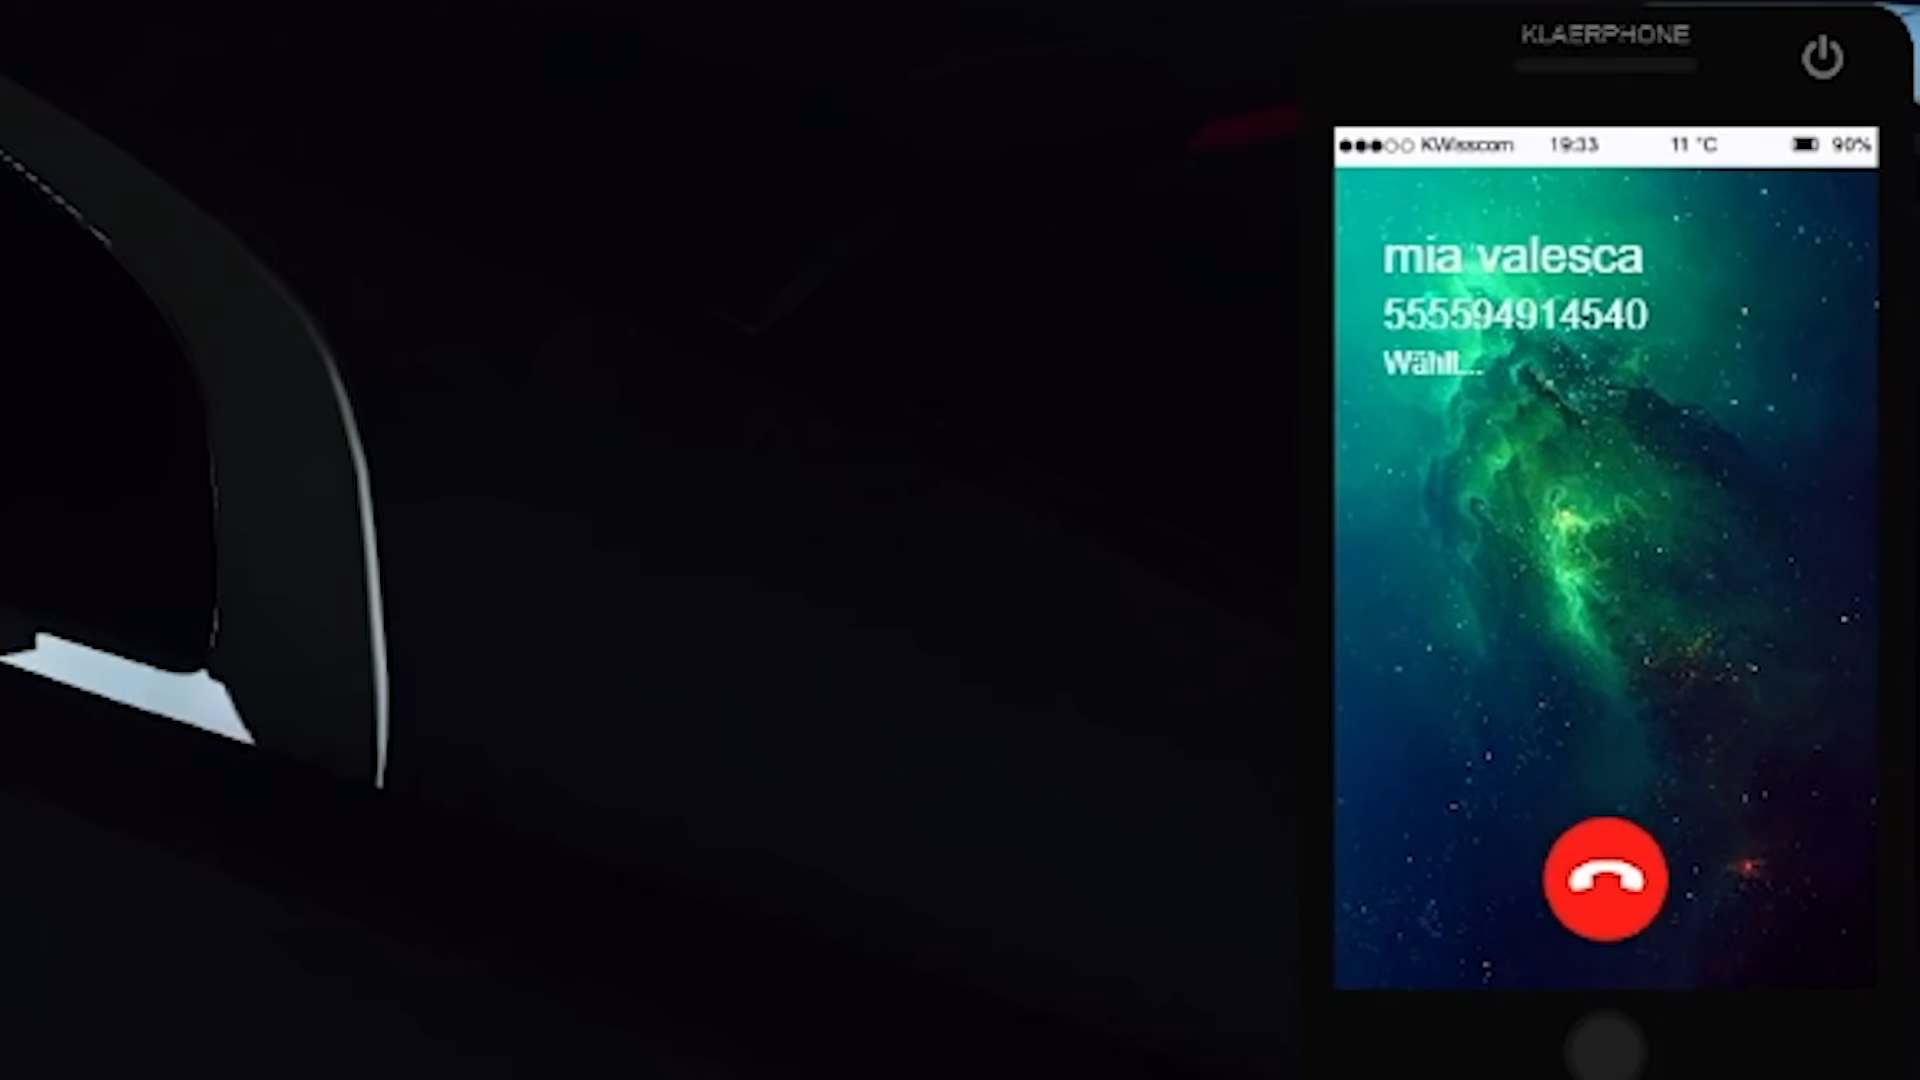 KLAERPHONE
KWisscom 19:33 11 °C 90%
mia valesca
555594914540
Wählt...